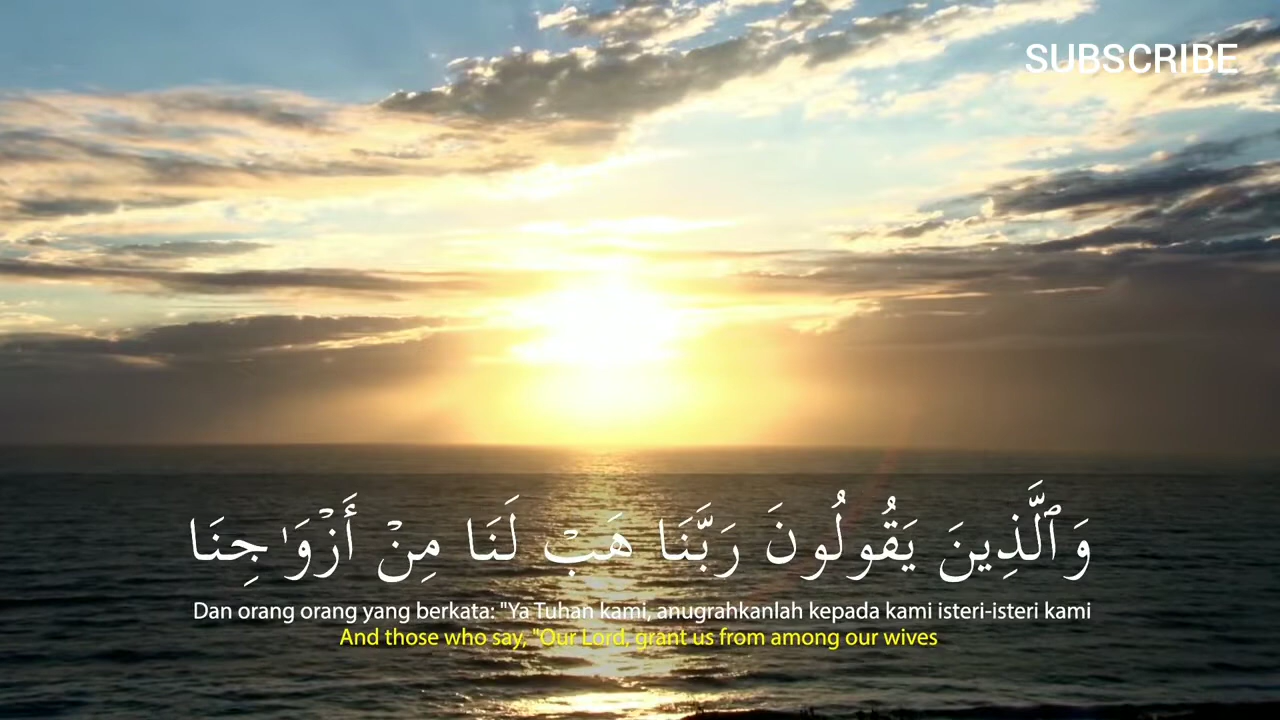 SUBSCRIBE
وَٱلَّذِينَ يَقُولُونَ رَبَّنَا هَبْ لَنَا مِنْ أَزْوَٰجِنَا
Dan orang orang yang berkata: "Ya Tuhan kami, anugrahkanlah kepada kami isteri-isteri kami
And those who say, "Our Lord, grant us from among our wives